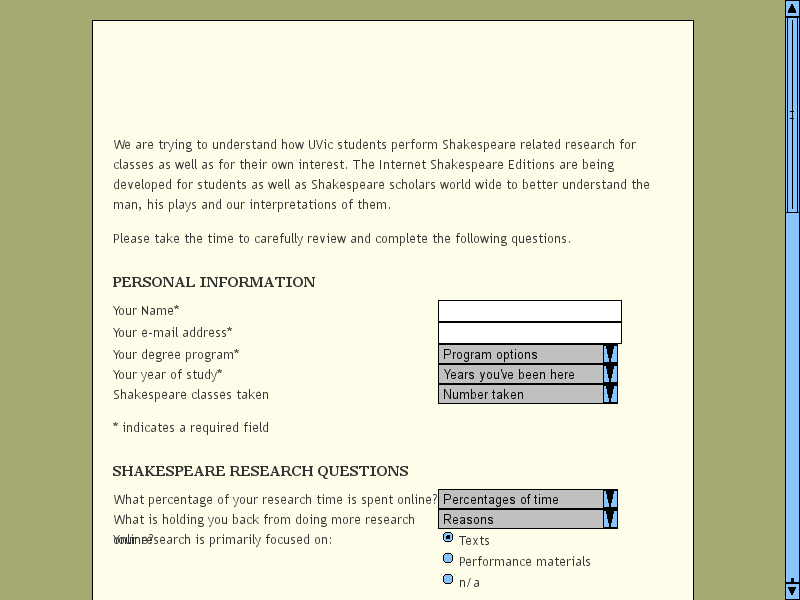 We are trying to understand how UVic students perform Shakespeare related research for
classes as well as for their own interest. The Internet Shakespeare Editions are being
developed for students as well as Shakespeare scholars world wide to better understand the
man, his plays and our interpretations of them.
Please take the time to carefully review and complete the following questions.
PERSONAL INFORMATION
Your Name*
Your e-mail address*
Your degree program* Program options
Your year of study* Years you've been here
Shakespeare classes taken Number taken
* indicates a required field
SHAKESPEARE RESEARCH QUESTIONS
What percentage of your research time is spent online? Percentages of time
What is holding you back from doing more research Reasons
online?
Your research is primarily focused on: Texts
Performance materials
n/a